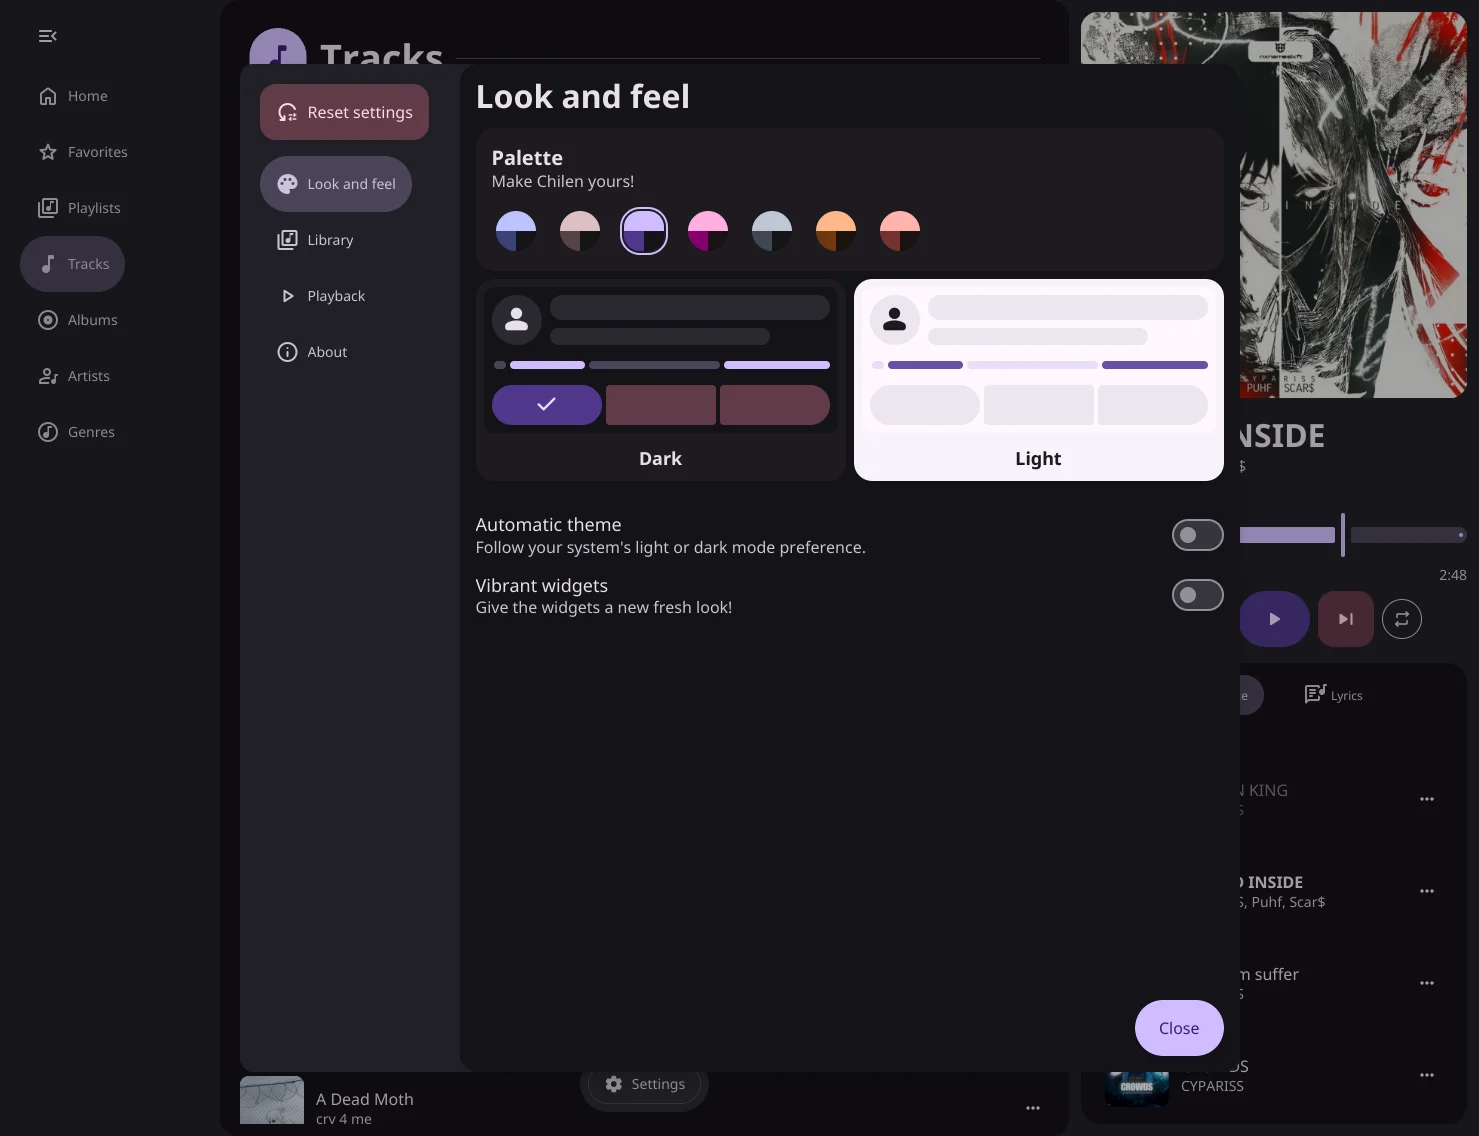 Home
Favorites
Playlists
Tracks
Albums
Artists
Genres
Tracks
Reset settings
Look and feel
Library
Playback
About
Look and feel
Palette
Make Chilen yours!
Dark
Light
Automatic theme
Follow your system's light or dark mode preference.
Vibrant widgets
Give the widgets a new fresh look!
Close
Settings
A Dead Moth
cry 4 me
PUHF SCAR$
NSIDE
$
2:48
e
Lyrics
N KING
INSIDE
S, Puhf, Scar$
m suffer
DS
CROWDS
CYPARISS